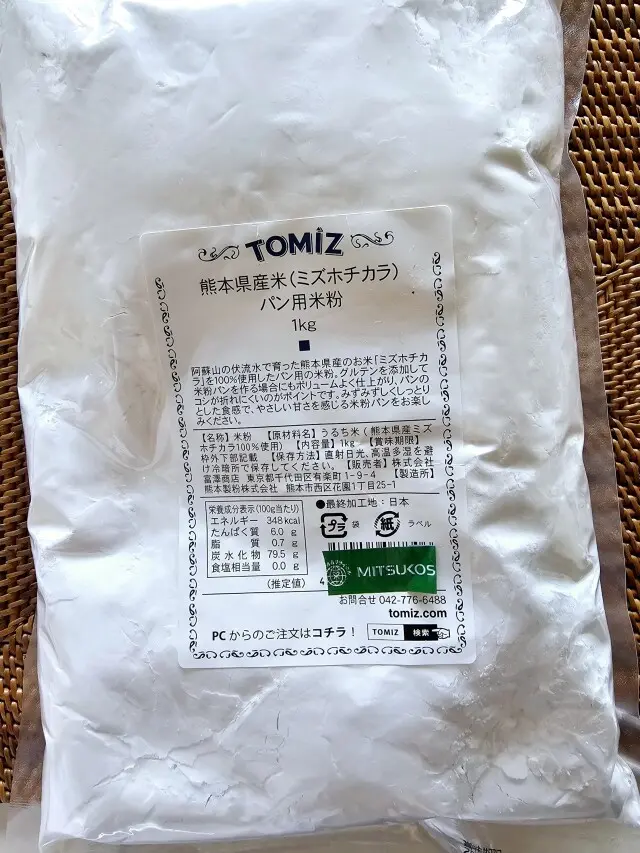 TOMIZ
熊本県産米(ミズホチカラ)
パン用米粉
1kg
阿蘇山の伏流水で育った熊本県産のお米「ミズホチカ
ラ」を100%使用したパン用の米粉。グルテンを添加して
米粉パンを作る場合にもボリュームよく仕上がり、パンの
コシが折れにくいのがポイントです。みずみずしくしっとり
とした食感で、やさしい甘さを感じる米粉パンをお楽し
みください。
【名称】米粉 【原材料名】うるち米(熊本県産ミズ
ホチカラ100%使用) 【内容量】1kg 【賞味期限】
枠外下部記載 【保存方法】直射日光、高温多湿を避
け冷暗所で保存してください。【販売者】株式会社
富澤商店 東京都千代田区有楽町1-9-4 【製造所】
熊本製粉株式会社 熊本市西区花園1丁目25-1
栄養成分表示(100g当たり)
エネルギー 348kcal
たんぱく質 6.0 g
脂質 0.7 g
炭水化物 79.5 g
食塩相当量 0.0 g
(推定値)
●最終加工地:日本
プラ 袋 紙 ラベル
4
MITSUKOS
お問合せ 042-776-6488
tomiz.com
PCからのご注文はコチラ! TOMIZ 検索